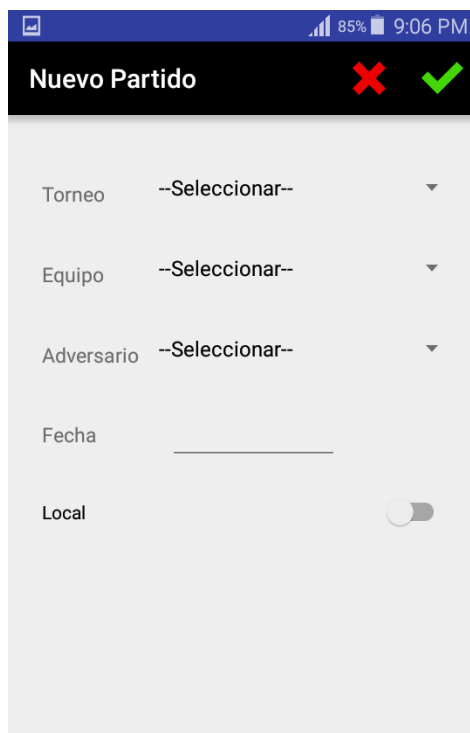 85% 9:06 PM
Nuevo Partido
Torneo --Seleccionar--
Equipo --Seleccionar--
Adversario --Seleccionar--
Fecha
Local